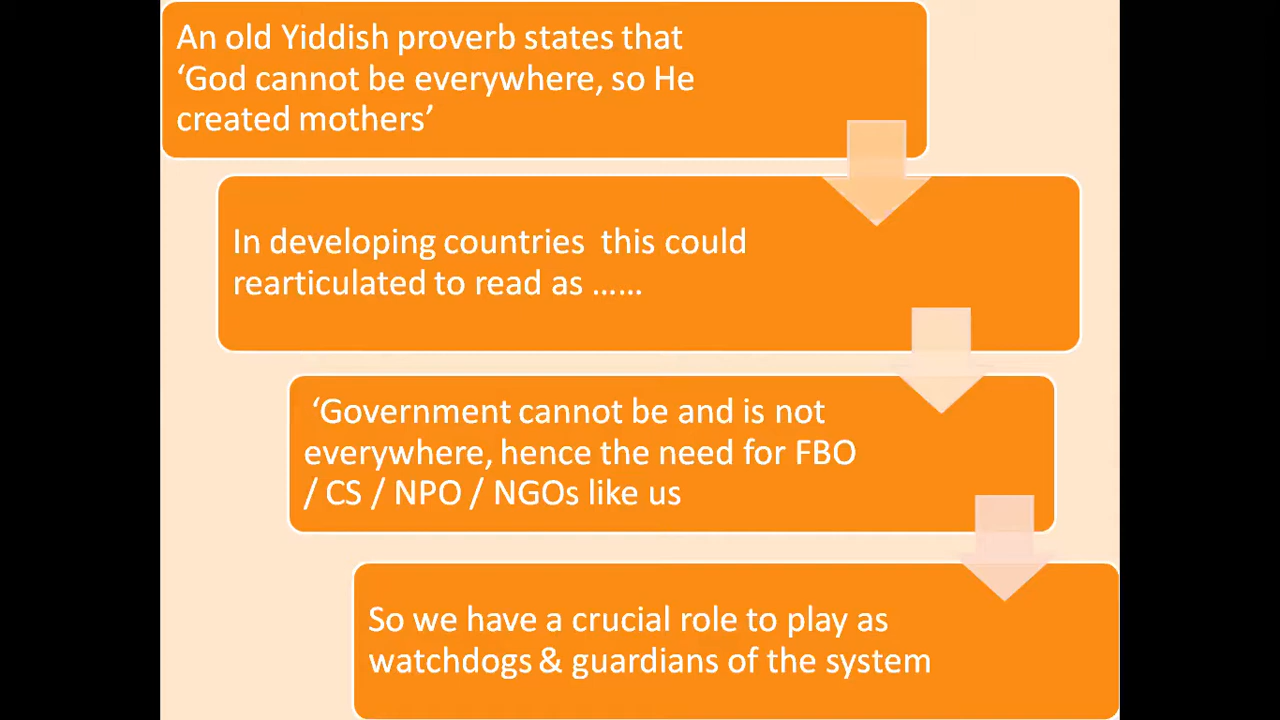 An old Yiddish proverb states that
‘God cannot be everywhere, so He
created mothers’
In developing countries  this could
rearticulated to read as ……
‘Government cannot be and is not
everywhere, hence the need for FBO
/ CS / NPO / NGOs like us
So we have a crucial role to play as
watchdogs & guardians of the system